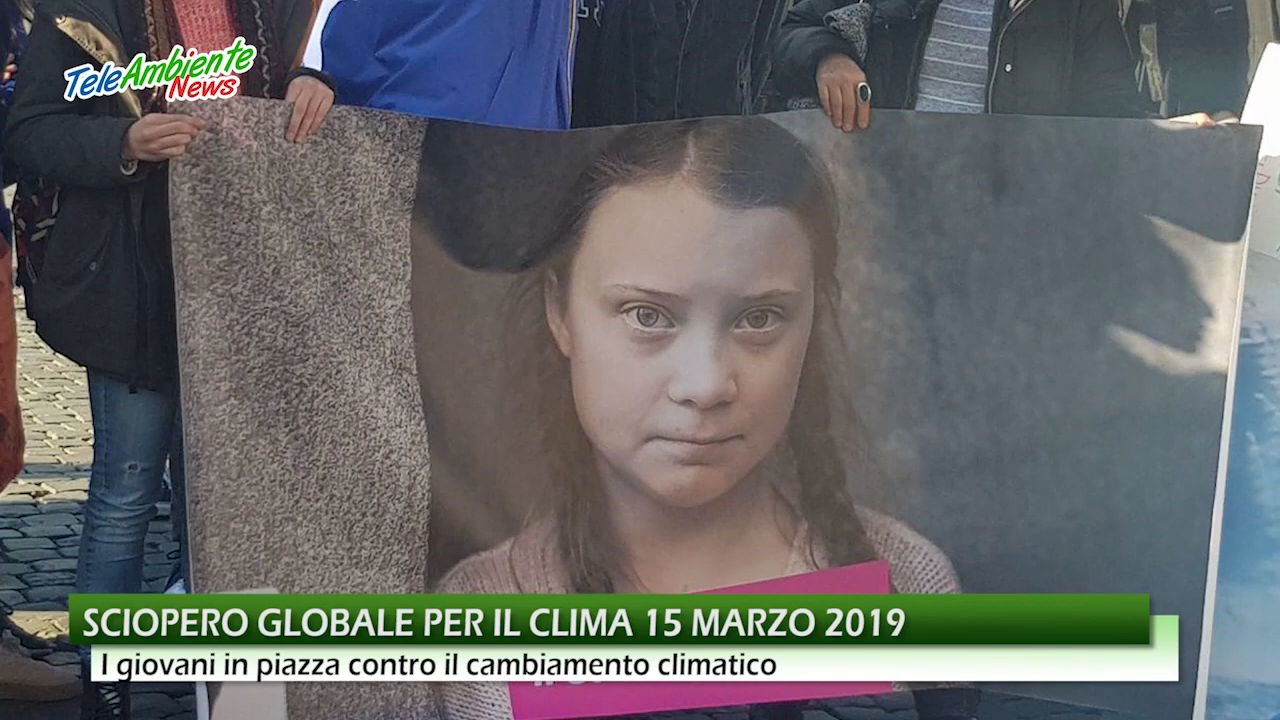 TeleAmbiente
News
SCIOPERO GLOBALE PER IL CLIMA 15 MARZO 2019
I giovani in piazza contro il cambiamento climatico